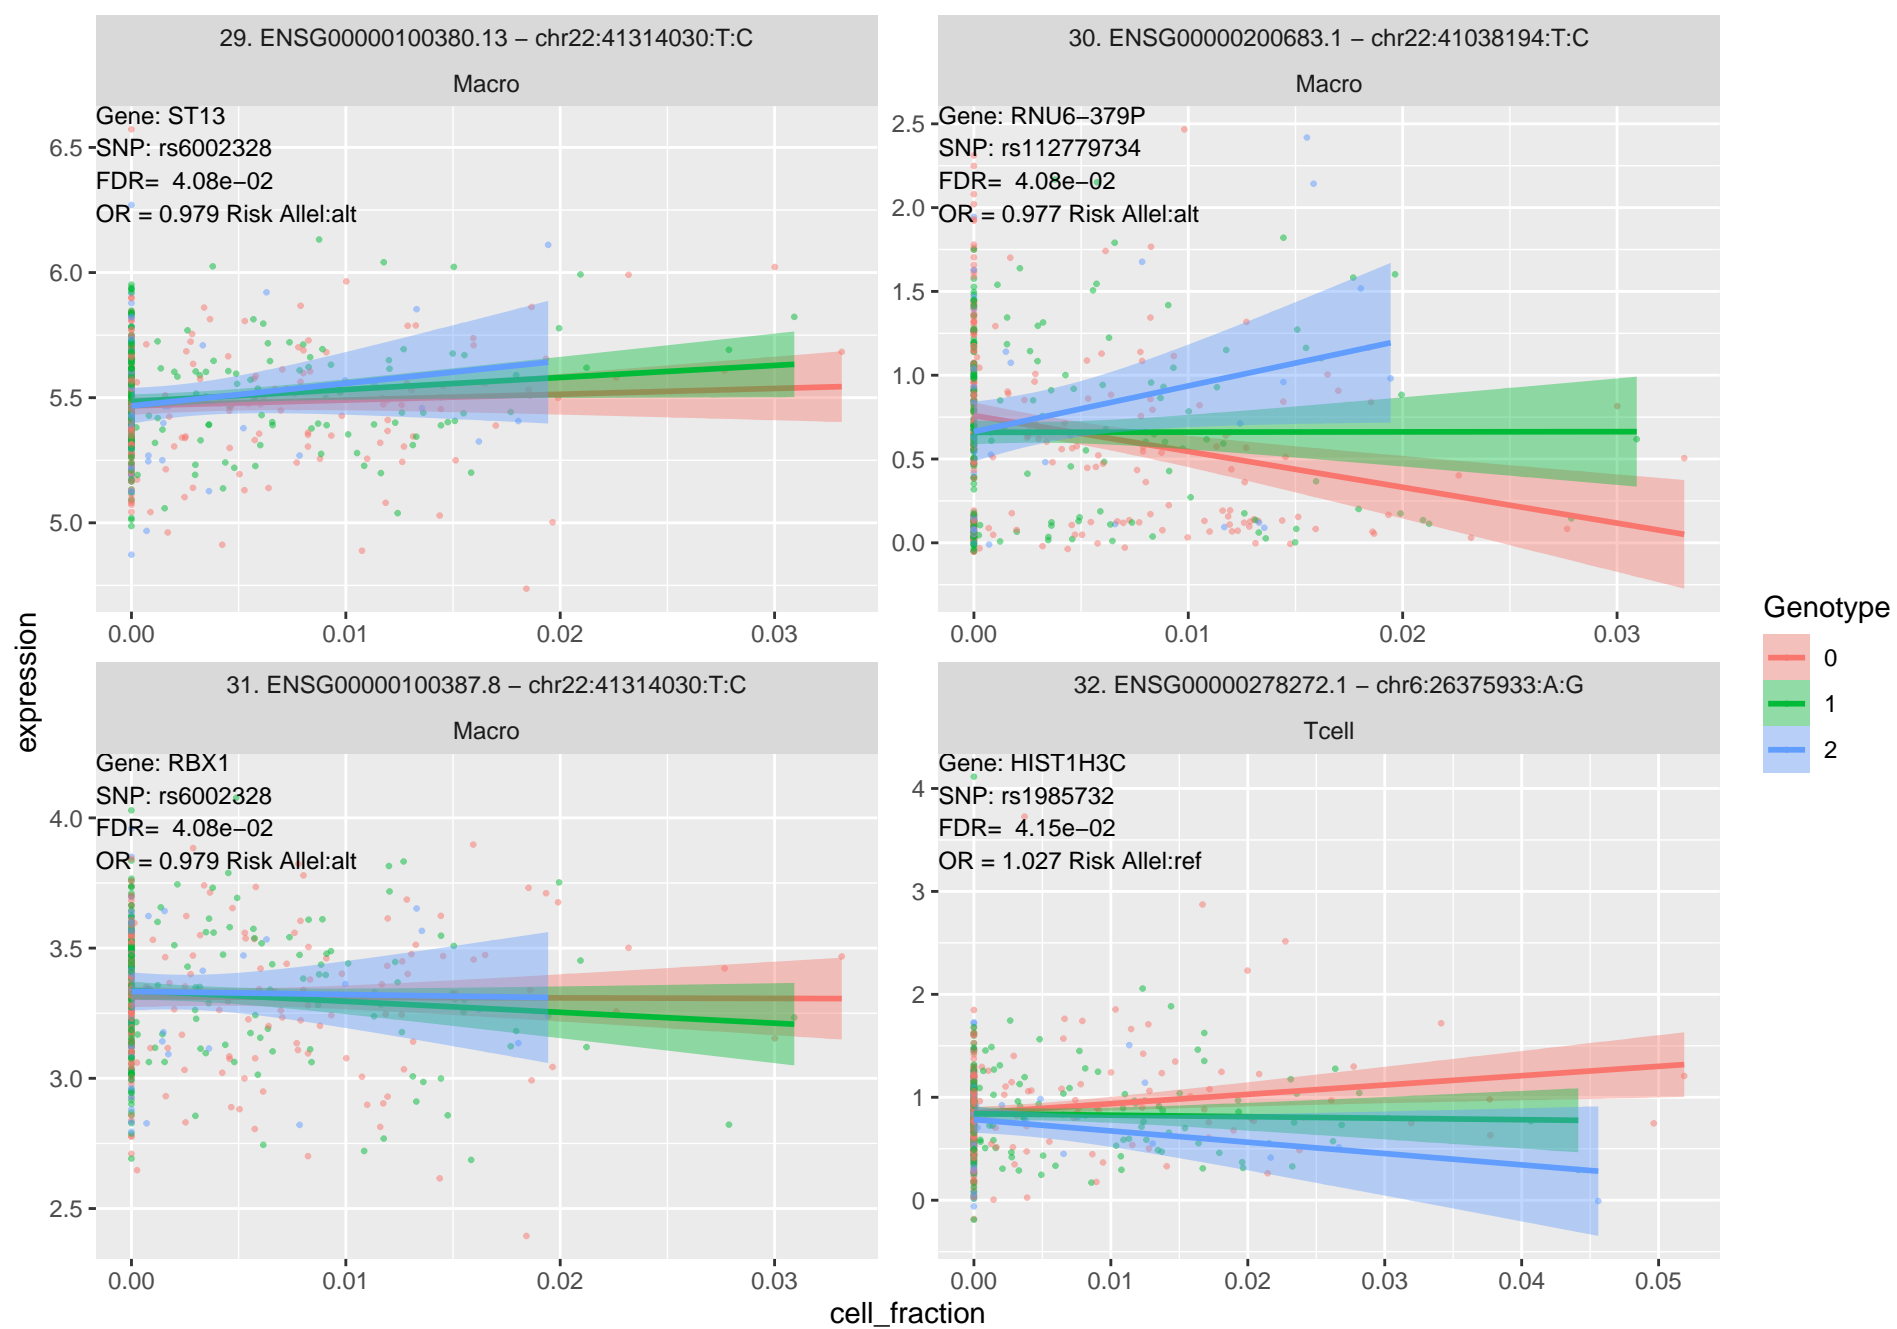 29. ENSG00000100380.13 − chr22:41314030:T:C
Macro
Gene: ST13
SNP: rs6002328
FDR=  4.08e−02
OR = 0.979 Risk Allel:alt
6.5
6.0
5.5
5.0
0.00
0.01
0.02
0.03
30. ENSG00000200683.1 − chr22:41038194:T:C
Macro
Gene: RNU6−379P
SNP: rs112779734
FDR=  4.08e−02
OR = 0.977 Risk Allel:alt
2.5
2.0
1.5
1.0
0.5
0.0
0.00
0.01
0.02
0.03
31. ENSG00000100387.8 − chr22:41314030:T:C
Macro
Gene: RBX1
SNP: rs6002328
FDR=  4.08e−02
OR = 0.979 Risk Allel:alt
4.0
3.5
3.0
2.5
0.00
0.01
0.02
0.03
32. ENSG00000278272.1 − chr6:26375933:A:G
Tcell
Gene: HIST1H3C
SNP: rs1985732
FDR=  4.15e−02
OR = 1.027 Risk Allel:ref
4
3
2
1
0
0.00
0.01
0.02
0.03
0.04
0.05
expression
cell_fraction
Genotype
0
1
2